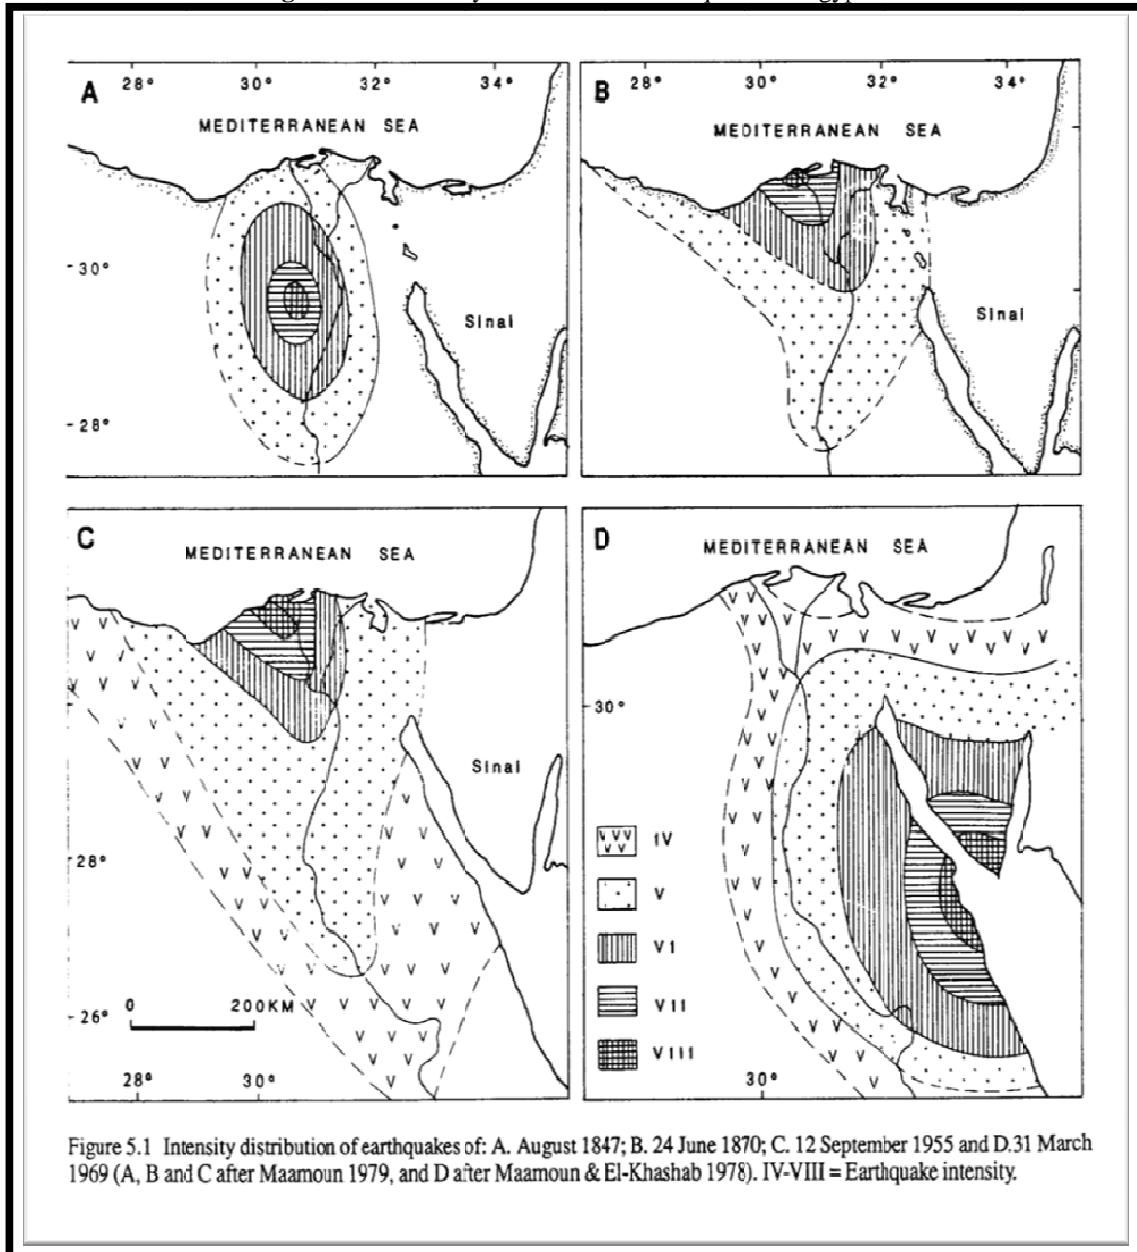 A 28° 30° 32° 34°
MEDITERRANEAN SEA
30°
Sinai
28°
B 28° 30° 32° 34°
MEDITERRANEAN SEA
Sinai
C
MEDITERRANEAN SEA
Sinai
28°
0 200KM
26°
28° 30°
D
MEDITERRANEAN SEA
30°
IV
V
VI
VII
VIII
30°
Figure 5.1 Intensity distribution of earthquakes of: A. August 1847; B. 24 June 1870; C. 12 September 1955 and D.31 March
1969 (A, B and C after Maamoun 1979, and D after Maamoun & El-Khashab 1978). IV-VIII = Earthquake intensity.